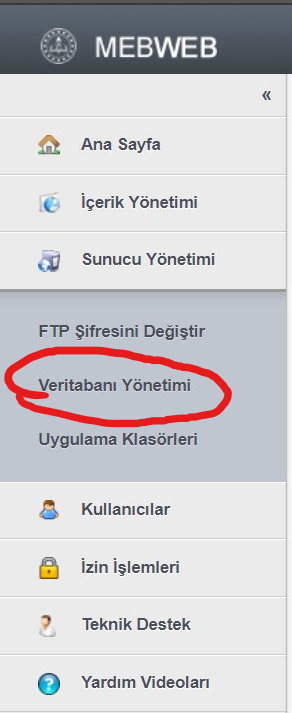 MEBWEB
«
Ana Sayfa
İçerik Yönetimi
Sunucu Yönetimi
FTP Şifresini Değiştir
Veritabanı Yönetimi
Uygulama Klasörleri
Kullanıcılar
İzin İşlemleri
Teknik Destek
Yardım Videoları